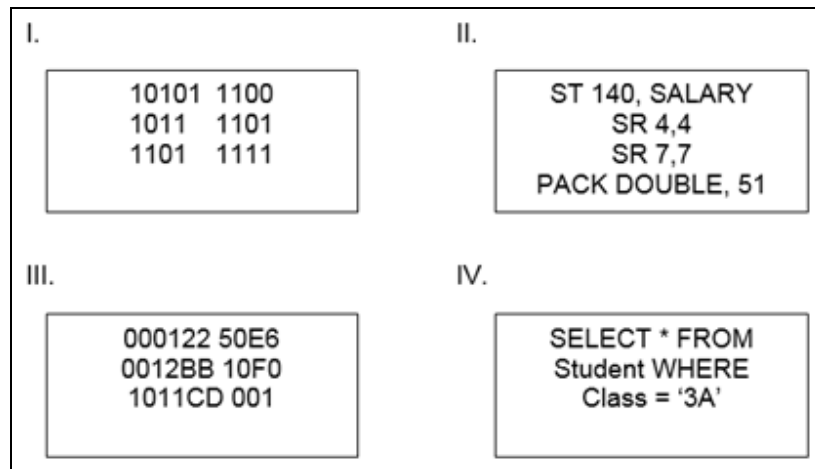 I.
10101 1100
1011 1101
1101 1111
II.
ST 140, SALARY
SR 4,4
SR 7,7
PACK DOUBLE, 51
III.
000122 50E6
0012BB 10F0
1011CD 001
IV.
SELECT * FROM
Student WHERE
Class = ‘3A’